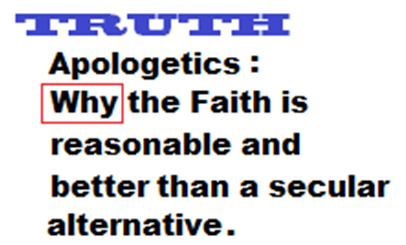 TRUTH
Apologetics :
Why the Faith is
reasonable and
better than a secular
alternative.